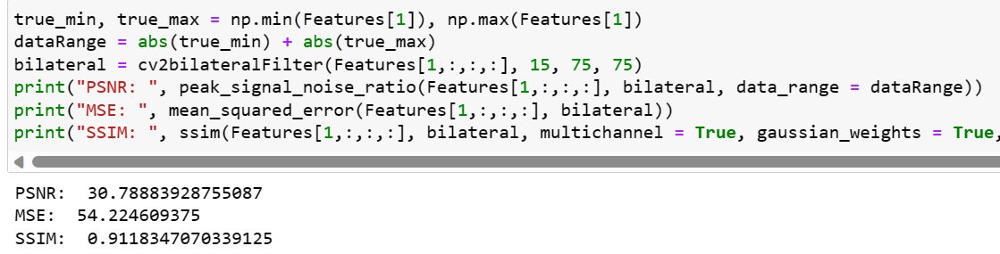 true_min, true_max = np.min(Features[1]), np.max(Features[1])
dataRange = abs(true_min) + abs(true_max)
bilateral = cv2bilateralFilter(Features[1,:,:,:], 15, 75, 75)
print("PSNR: ", peak_signal_noise_ratio(Features[1,:,:,:], bilateral, data_range = dataRange))
print("MSE: ", mean_squared_error(Features[1,:,:,:], bilateral))
print("SSIM: ", ssim(Features[1,:,:,:], bilateral, multichannel = True, gaussian_weights = True,
PSNR:  30.78883928755087
MSE:  54.224609375
SSIM:  0.9118347070339125